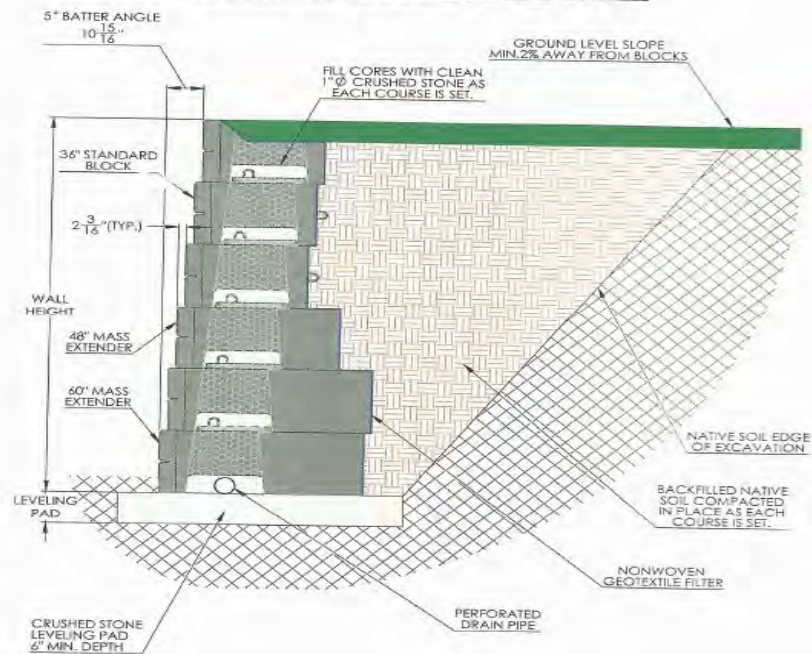 5° BATTER ANGLE
10 15/16"
GROUND LEVEL SLOPE
MIN.2% AWAY FROM BLOCKS
FILL CORES WITH CLEAN
1"Ø CRUSHED STONE AS
EACH COURSE IS SET.
36" STANDARD
BLOCK
2 3/16"(TYP.)
WALL
HEIGHT
48" MASS
EXTENDER
60" MASS
EXTENDER
NATIVE SOIL EDGE
OF EXCAVATION
LEVELING
PAD
BACKFILLED NATIVE
SOIL COMPACTED
IN PLACE AS EACH
COURSE IS SET.
NONWOVEN
GEOTEXTILE FILTER
PERFORATED
DRAIN PIPE
CRUSHED STONE
LEVELING PAD
6" MIN. DEPTH